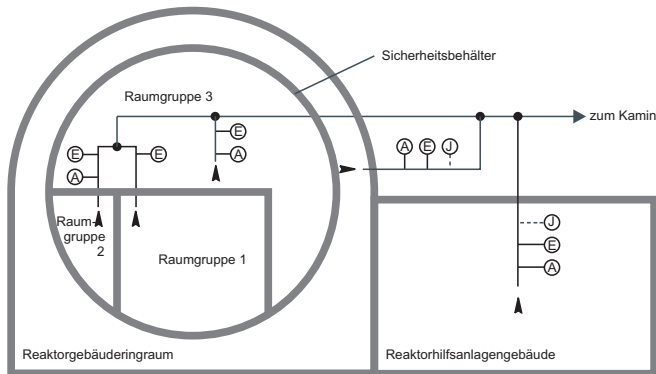 Sicherheitsbehälter
Raumgruppe 3
zum Kamin
E
A
E
J
E
E
A
A
E
A
Raum-
gruppe
2
Raumgruppe 1
J
E
A
Reaktorgebäuderingraum
Reaktorhilfsanlagengebäude